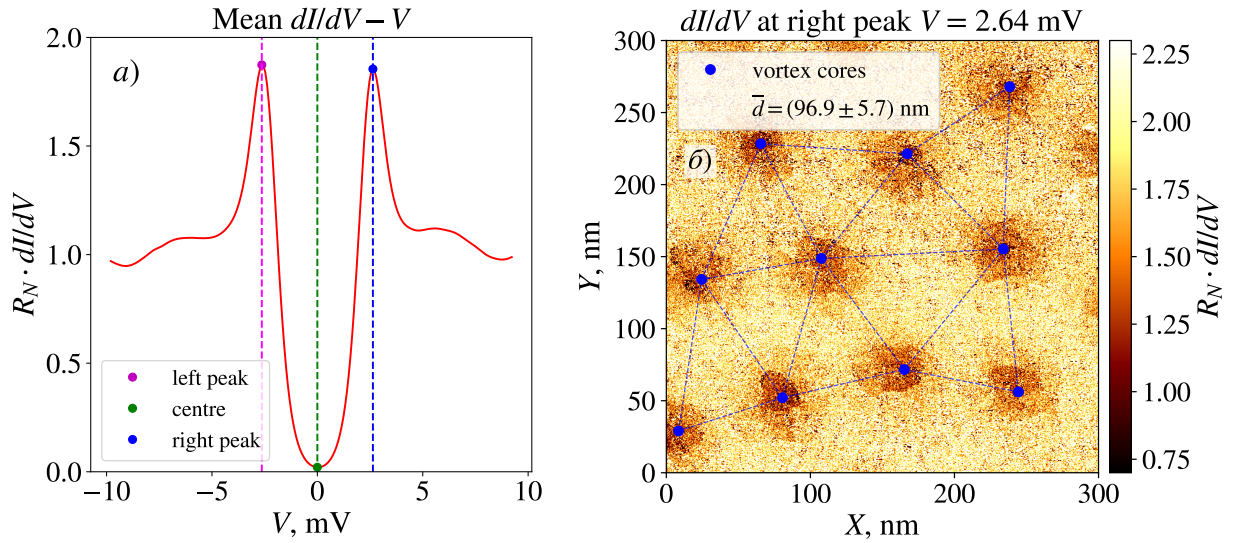 Mean dI/dV − V
a)
2.0
1.5
1.0
0.5
0.0
R_N · dI/dV
left peak
centre
right peak
−10
−5
0
5
10
V, mV
dI/dV at right peak V = 2.64 mV
vortex cores
d̅ = (96.9 ± 5.7) nm
б)
300
250
200
150
100
50
0
Y, nm
0
100
200
300
X, nm
2.25
2.00
1.75
1.50
1.25
1.00
0.75
R_N · dI/dV